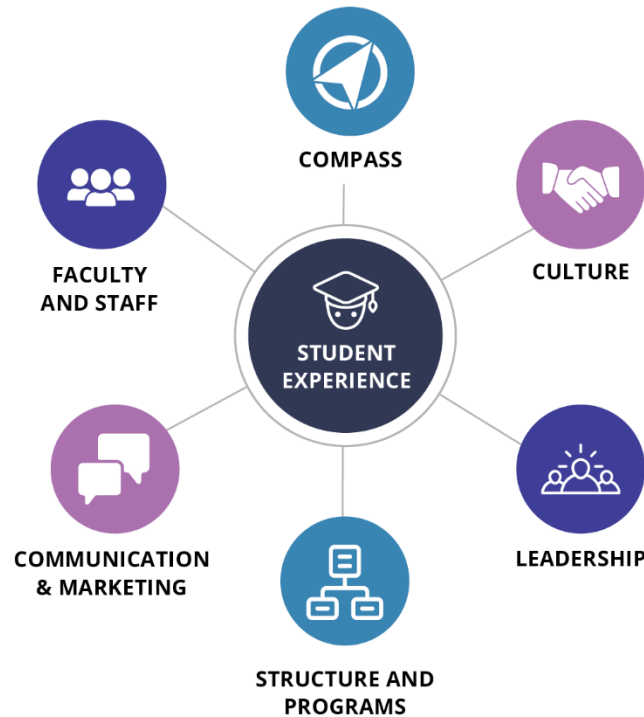 COMPASS
CULTURE
FACULTY
AND STAFF
STUDENT
EXPERIENCE
LEADERSHIP
COMMUNICATION
& MARKETING
STRUCTURE AND
PROGRAMS